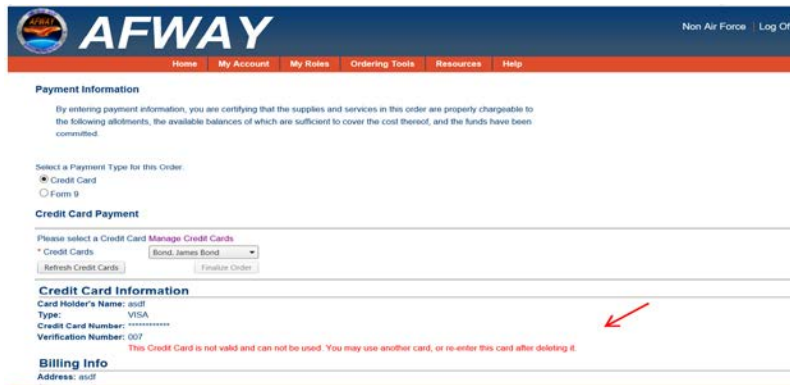 AFWAY
AFWAY
Non Air Force | Log Of
Home My Account My Roles Ordering Tools Resources Help
Payment Information
By entering payment information, you are certifying that the supplies and services in this order are properly chargeable to
the following allotments, the available balances of which are sufficient to cover the cost thereof, and the funds have been
committed.
Select a Payment Type for this Order.
Credit Card
Form 9
Credit Card Payment
Please select a Credit Card Manage Credit Cards
* Credit Cards Bond, James Bond
Refresh Credit Cards Finalize Order
Credit Card Information
Card Holder's Name: asdf
Type: VISA
Credit Card Number: ************
Verification Number: 007
This Credit Card is not valid and can not be used. You may use another card, or re-enter this card after deleting it.
Billing Info
Address: asdf